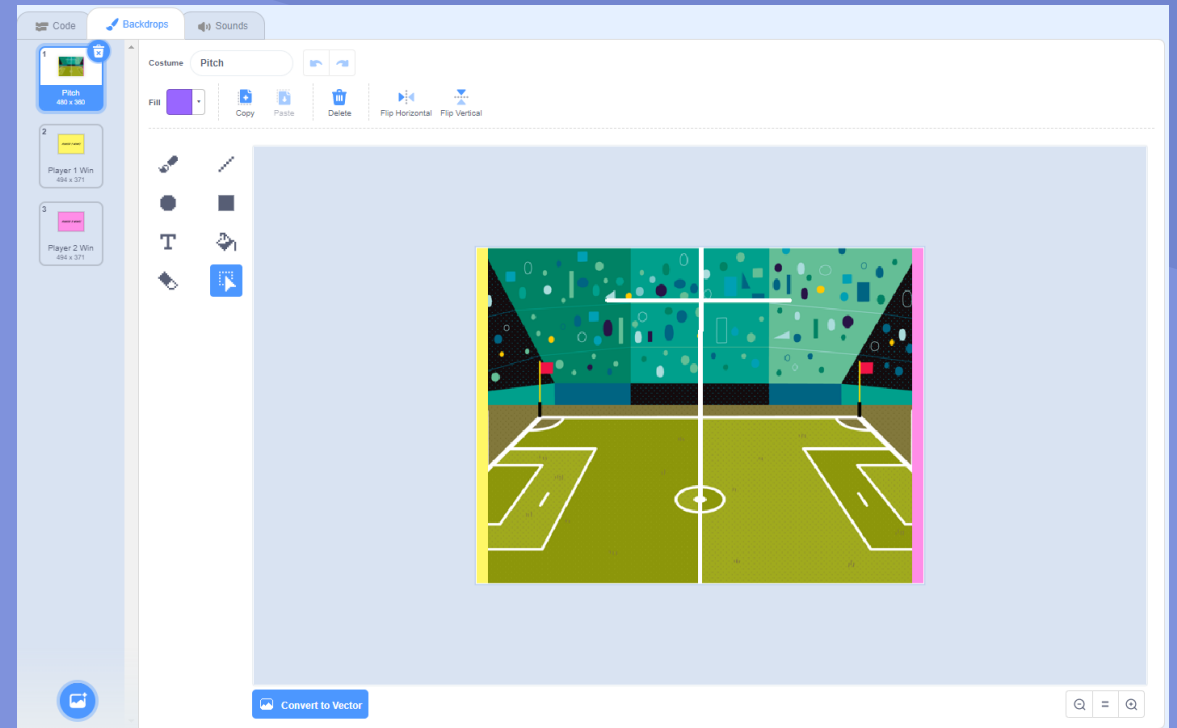 Code
Backdrops
Sounds
1
Pitch
480 x 360
2
Player 1 Win
494 x 371
3
Player 2 Win
494 x 371
Costume
Pitch
Fill
Copy
Paste
Delete
Flip Horizontal
Flip Vertical
T
Convert to Vector
=